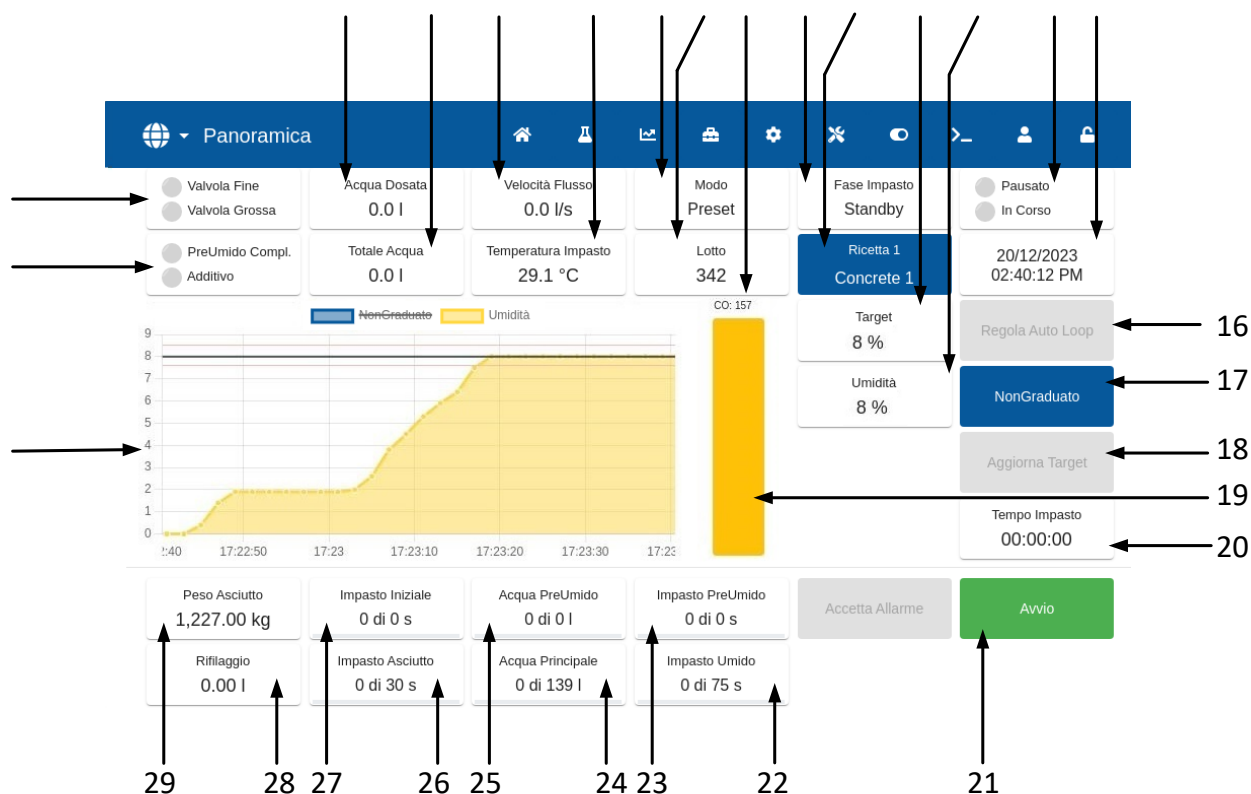 Panoramica
>_
Valvola Fine
Valvola Grossa
Acqua Dosata
0.0 l
Velocità Flusso
0.0 l/s
Modo
Preset
Fase Impasto
Standby
Pausato
In Corso
PreUmido Compl.
Additivo
Totale Acqua
0.0 l
Temperatura Impasto
29.1 °C
Lotto
342
Ricetta 1
Concrete 1
20/12/2023
02:40:12 PM
NonGraduato
Umidità
CO: 157
9
8
7
6
5
4
3
2
1
0
:40
17:22:50
17:23
17:23:10
17:23:20
17:23:30
17:23
Target
8 %
Umidità
8 %
Regola Auto Loop
16
NonGraduato
17
Aggiorna Target
18
19
Tempo Impasto
00:00:00
20
Peso Asciutto
1,227.00 kg
Impasto Iniziale
0 di 0 s
Acqua PreUmido
0 di 0 l
Impasto PreUmido
0 di 0 s
Accetta Allarme
Avvio
Rifilaggio
0.00 l
Impasto Asciutto
0 di 30 s
Acqua Principale
0 di 139 l
Impasto Umido
0 di 75 s
29
28
27
26
25
24
23
22
21